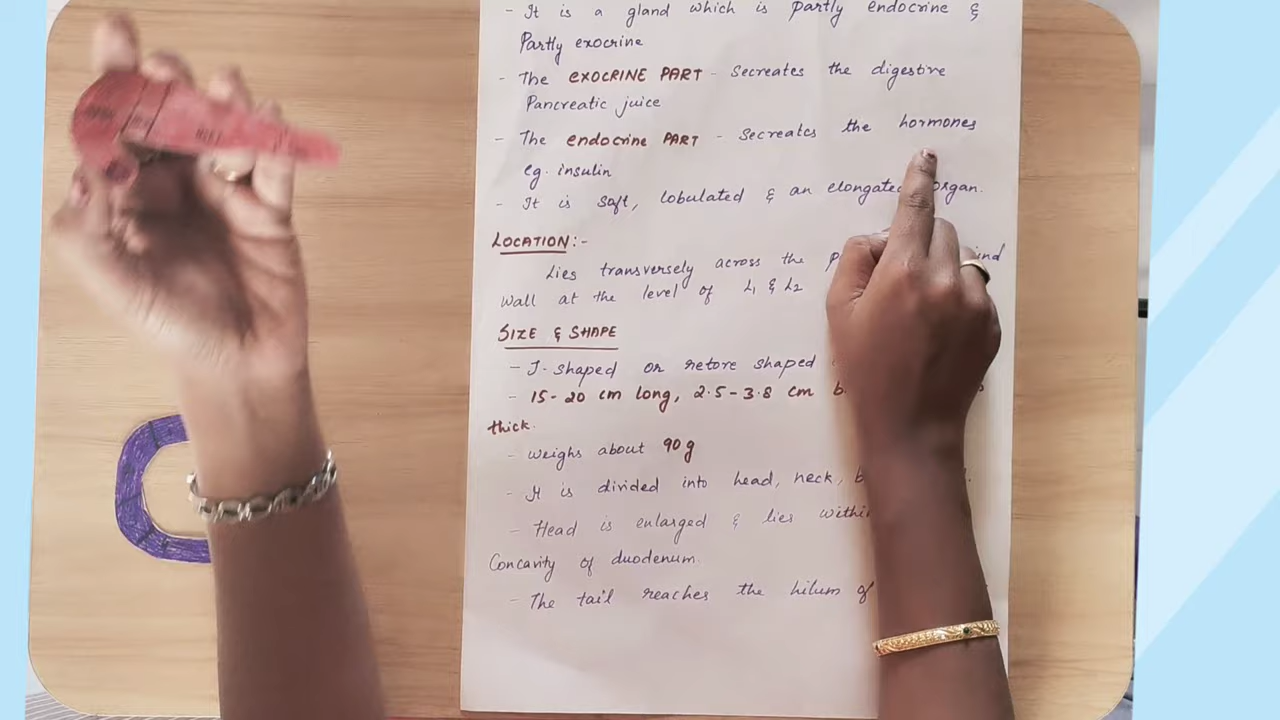 - It is a gland which is partly endocrine &
Partly exocrine
- The EXOCRINE PART - Secreates the digestive
Pancreatic juice
- The endocrine PART - Secreates the hormones
eg. insulin
- It is soft, lobulated & an elongated organ.
LOCATION:-
Lies transversely across the
Wall at the level of L1 & L2
SIZE & SHAPE
- J-shaped or retore shaped
- 15-20 cm long, 2.5-3.8 cm
thick.
- weighs about 90g
- It is divided into head, neck,
- Head is enlarged & lies within
Concavity of duodenum.
- The tail reaches the hilum of